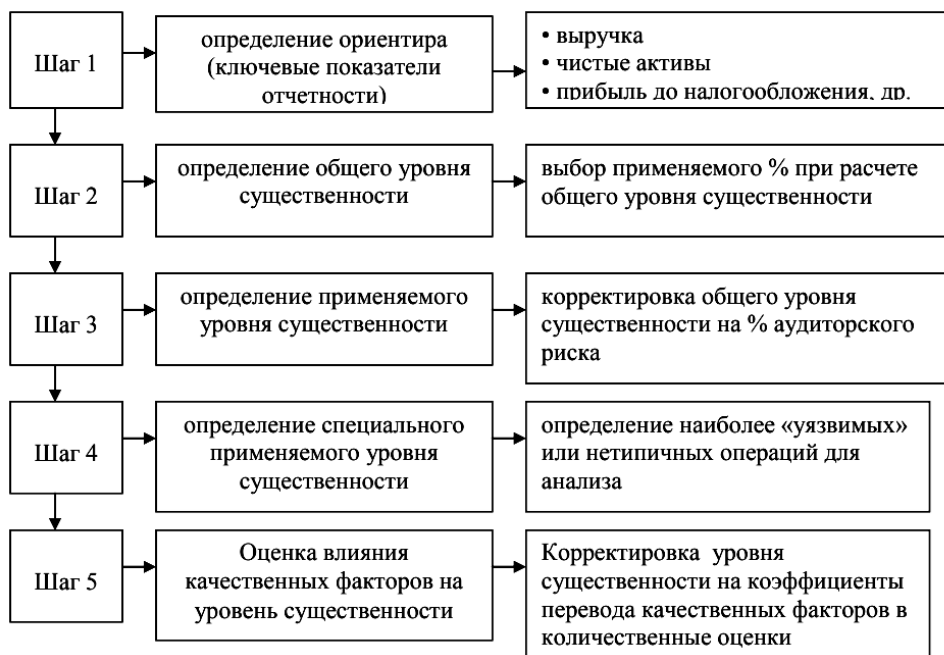 Шаг 1
определение ориентира
(ключевые показатели
отчетности)
• выручка
• чистые активы
• прибыль до налогообложения, др.
Шаг 2
определение общего уровня
существенности
выбор применяемого % при расчете
общего уровня существенности
Шаг 3
определение применяемого
уровня существенности
корректировка общего уровня
существенности на % аудиторского
риска
Шаг 4
определение специального
применяемого уровня
существенности
определение наиболее «уязвимых»
или нетипичных операций для
анализа
Шаг 5
Оценка влияния
качественных факторов на
уровень существенности
Корректировка уровня
существенности на коэффициенты
перевода качественных факторов в
количественные оценки